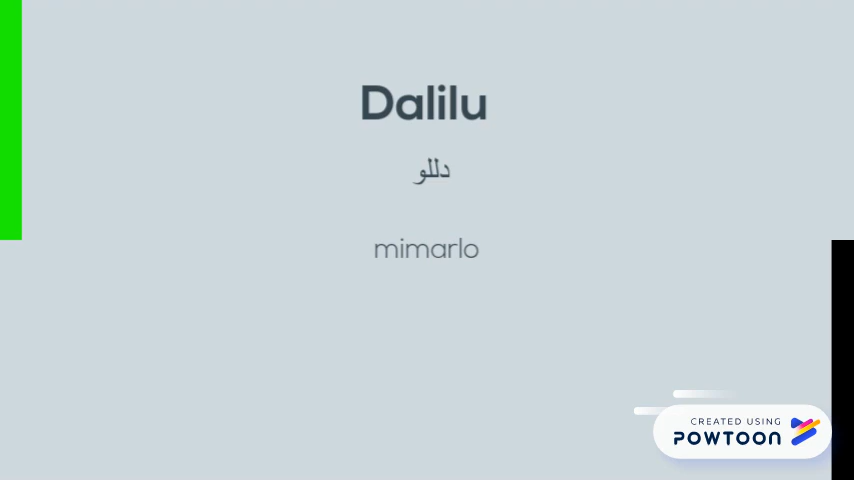 Dalilu
دللو
mimarlo
CREATED USING
POWTOON